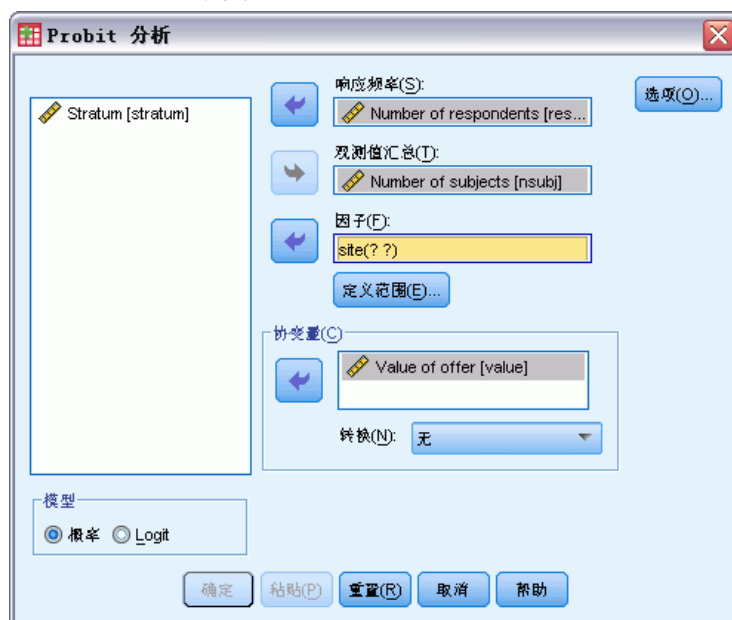 Probit 分析
响应频率(S):
选项(O)...
Stratum [stratum]
Number of respondents [res...
观测值汇总(T):
Number of subjects [nsubj]
因子(F):
site(? ?)
定义范围(E)...
协变量(C)
Value of offer [value]
转换(N): 无
模型
概率 Logit
确定 粘贴(P) 重置(R) 取消 帮助